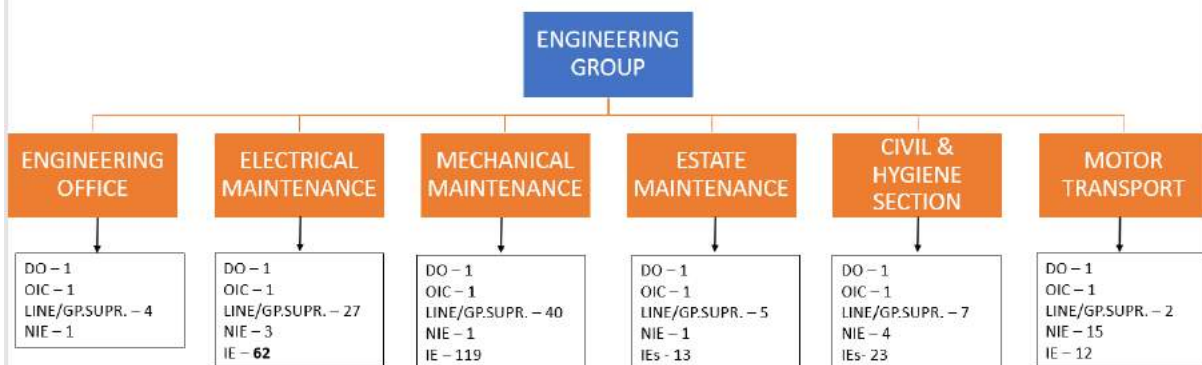 ENGINEERING
GROUP
ENGINEERING
OFFICE
ELECTRICAL
MAINTENANCE
MECHANICAL
MAINTENANCE
ESTATE
MAINTENANCE
CIVIL &
HYGIENE
SECTION
MOTOR
TRANSPORT
DO – 1
OIC – 1
LINE/GP.SUPR. – 4
NIE – 1
DO – 1
OIC – 1
LINE/GP.SUPR. – 27
NIE – 3
IE – 62
DO – 1
OIC – 1
LINE/GP.SUPR. – 40
NIE – 1
IE – 119
DO – 1
OIC – 1
LINE/GP.SUPR. – 5
NIE – 1
IEs - 13
DO – 1
OIC – 1
LINE/GP.SUPR. – 7
NIE – 4
IEs- 23
DO – 1
OIC – 1
LINE/GP.SUPR. – 2
NIE – 15
IE – 12